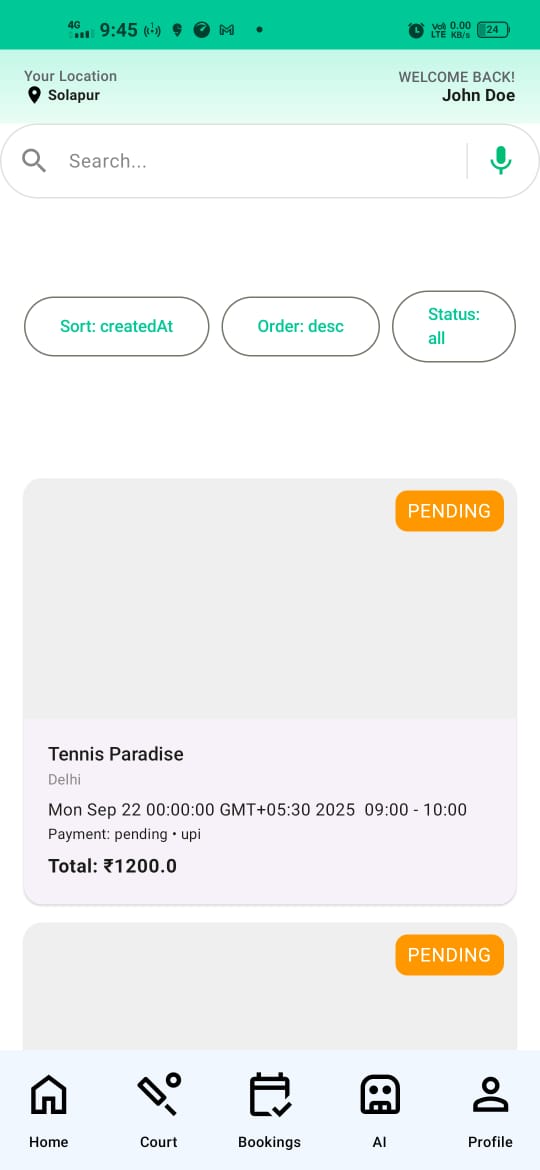 4G 9:45 Vo) LTE 0.00 KB/s 24
Your Location
WELCOME BACK!
Solapur
John Doe
Search...
Sort: createdAt
Order: desc
Status:
all
PENDING
Tennis Paradise
Delhi
Mon Sep 22 00:00:00 GMT+05:30 2025 09:00 - 10:00
Payment: pending • upi
Total: ₹1200.0
PENDING
Home
Court
Bookings
AI
Profile